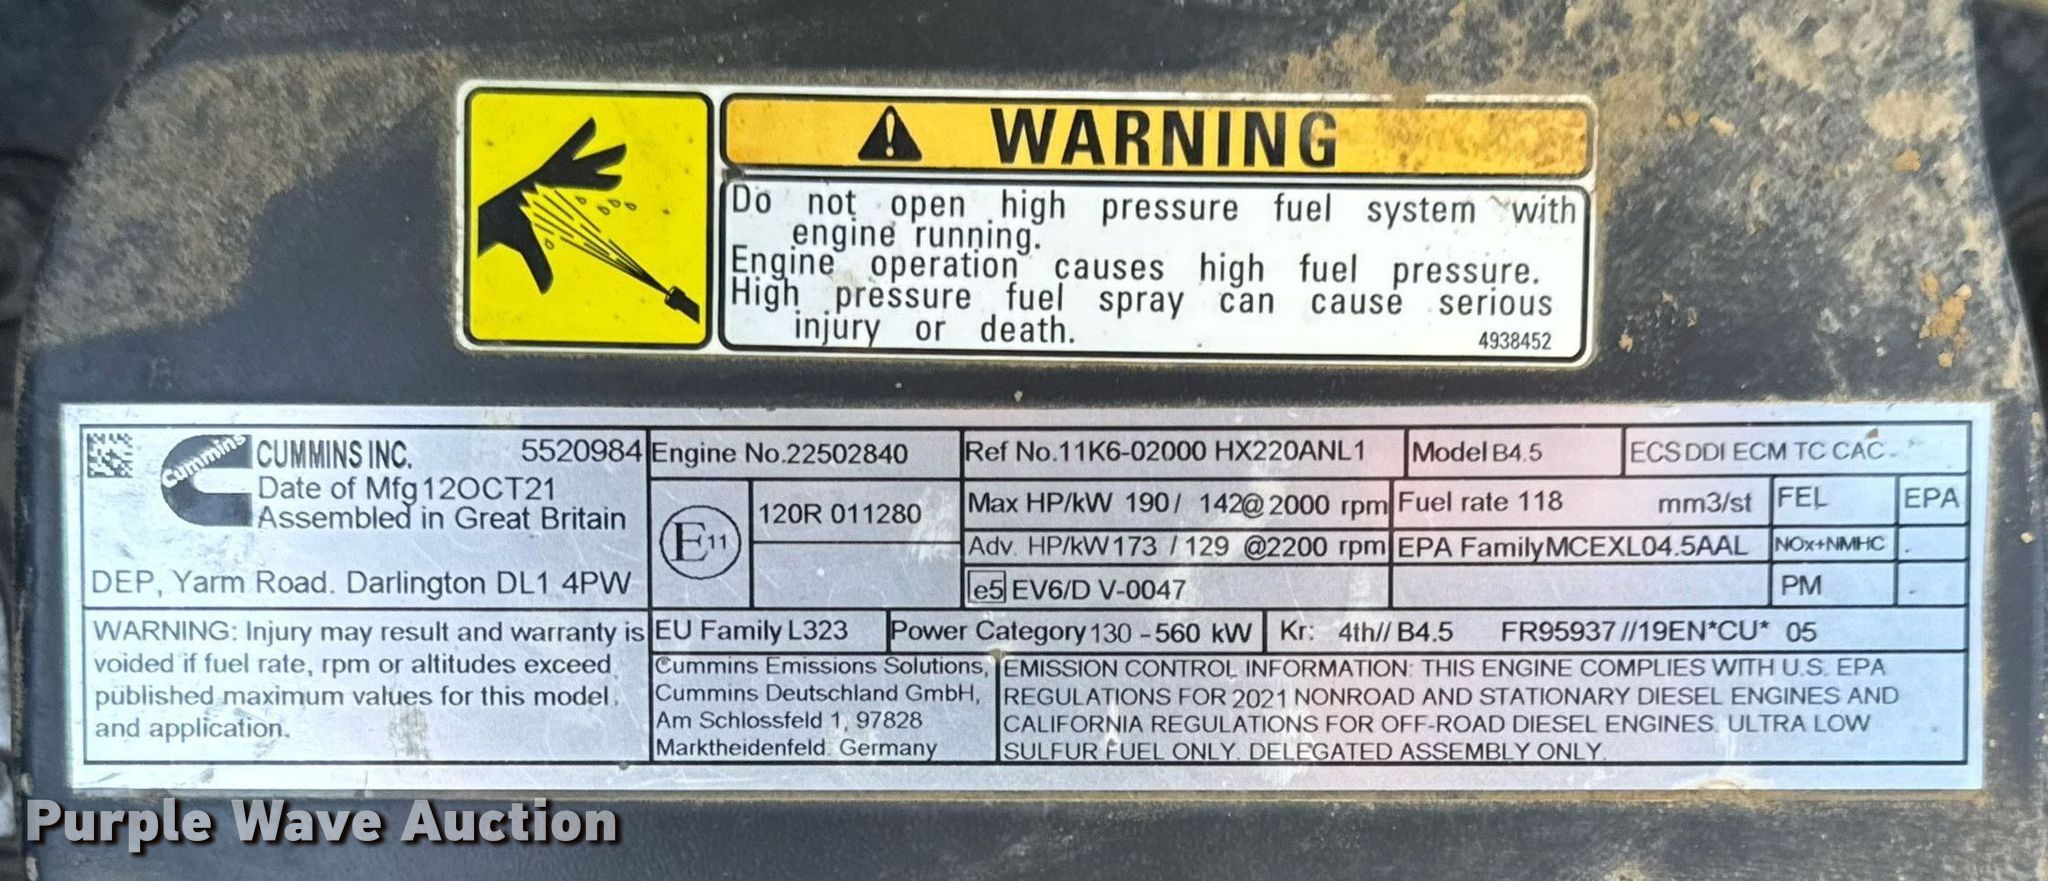 WARNING
Do not open high pressure fuel system with
engine running.
Engine operation causes high fuel pressure.
High pressure fuel spray can cause serious
injury or death.
4938452
Cummins
CUMMINS INC. 5520984
Date of Mfg 12OCT21
Assembled in Great Britain
DEP, Yarm Road. Darlington DL1 4PW
Engine No.22502840
E11
120R 011280
Ref No.11K6-02000 HX220ANL1
Model B4.5
ECS DDI ECM TC CAC
Max HP/kW 190/ 142@ 2000 rpm
Fuel rate 118 mm3/st
FEL
EPA
Adv. HP/kW 173 / 129 @2200 rpm
EPA Family MCEXL04.5AAL
NOx+NMHC
e5 EV6/D V-0047
PM
WARNING: Injury may result and warranty is
voided if fuel rate, rpm or altitudes exceed
published maximum values for this model
and application.
EU Family L323
Power Category 130 - 560 kW
Kr: 4th// B4.5 FR95937 //19EN*CU* 05
Cummins Emissions Solutions,
Cummins Deutschland GmbH,
Am Schlossfeld 1, 97828
Marktheidenfeld. Germany
EMISSION CONTROL INFORMATION: THIS ENGINE COMPLIES WITH U.S. EPA
REGULATIONS FOR 2021 NONROAD AND STATIONARY DIESEL ENGINES AND
CALIFORNIA REGULATIONS FOR OFF-ROAD DIESEL ENGINES. ULTRA LOW
SULFUR FUEL ONLY. DELEGATED ASSEMBLY ONLY.
Purple Wave Auction